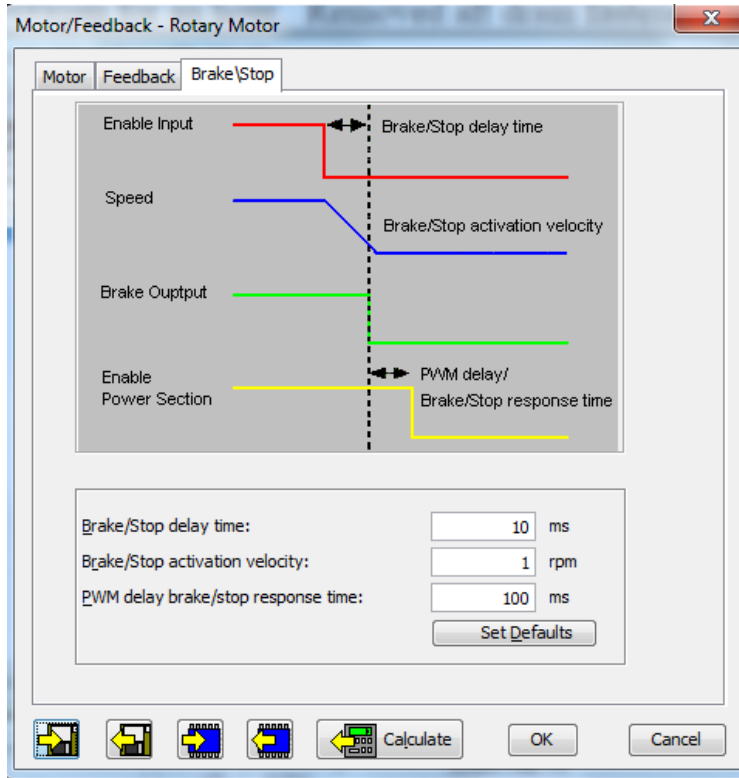 Motor/Feedback - Rotary Motor
Motor
Feedback
Brake\Stop
Enable Input
Brake/Stop delay time
Speed
Brake/Stop activation velocity
Brake Ouptput
Enable
Power Section
PWM delay/
Brake/Stop response time
Brake/Stop delay time: 10 ms
Brake/Stop activation velocity: 1 rpm
PWM delay brake/stop response time: 100 ms
Set Defaults
Calculate
OK
Cancel